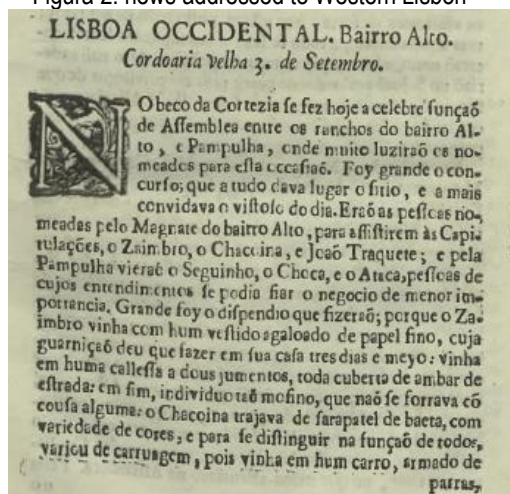 Figura 2: news addressed to Western Lisbon
LISBOA OCCIDENTAL. Bairro Alto.
Cordoaria Velha 3. de Setembro.
NO beco da Cortezia ſe fez hoje a celebre funçaõ
de Aſſemblea entre os ranchos do bairro Al-
to, e Pampulha, onde muito luziraõ os no-
meados para eſta occaſiaõ. Foy grande o con-
curſo; que a tudo dava lugar o ſitio, e a mais
convidava o viſtoſo do dia. Eraõ as peſſoas no-
meadas pelo Magnate do bairro Alto, para aſſiſtirem às Capi-
tulações, o Zaimbro, o Chacoina, e Joaõ Traquete; e pela
Pampulha vieraõ o Seguinho, o Choca, e o Ataca, peſſoas de
cujos entendimentos ſe podia fiar o negocio de menor im-
portancia. Grande foy o diſpendio que fizeraõ; porque o Za-
imbro vinha com hum veſtido agaloado de papel fino, cuja
guarniçaõ deu que fazer em ſua caſa tres dias e meyo: vinha
em huma calleſſa a dous jumentos, toda cuberta de ambar de
eſtrada: em fim, individuo taõ mofino, que naõ ſe forrava cõ
couſa alguma: o Chacoina trajava de ſarapatel de baeta, com
variedade de cores, e para ſe diſtinguir na funçaõ de todos,
variou de carruagem, pois vinha em hum carro, armado de
parras,